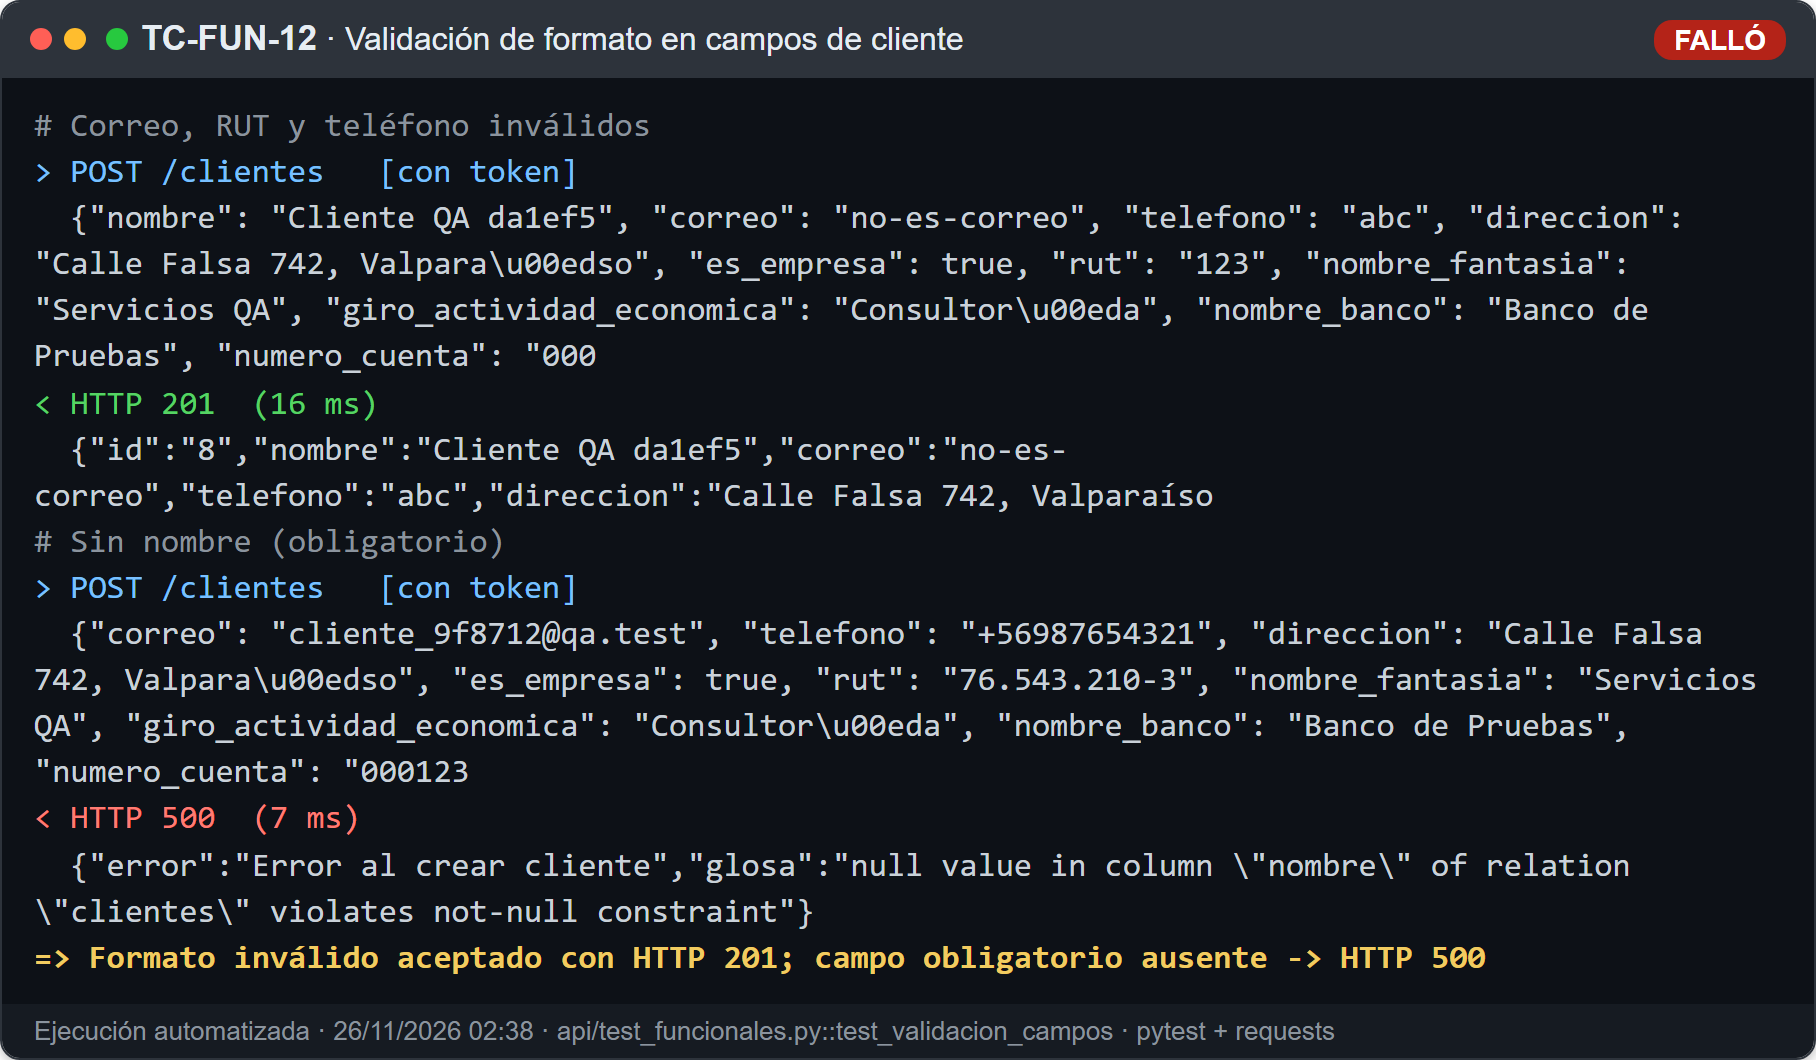 TC-FUN-12 · Validación de formato en campos de cliente
FALLÓ
# Correo, RUT y teléfono inválidos
> POST /clientes   [con token]
{"nombre": "Cliente QA da1ef5", "correo": "no-es-correo", "telefono": "abc", "direccion":
"Calle Falsa 742, Valpara\u00edso", "es_empresa": true, "rut": "123", "nombre_fantasia":
"Servicios QA", "giro_actividad_economica": "Consultor\u00eda", "nombre_banco": "Banco de
Pruebas", "numero_cuenta": "000
< HTTP 201  (16 ms)
{"id":"8","nombre":"Cliente QA da1ef5","correo":"no-es-
correo","telefono":"abc","direccion":"Calle Falsa 742, Valparaíso
# Sin nombre (obligatorio)
> POST /clientes   [con token]
{"correo": "cliente_9f8712@qa.test", "telefono": "+56987654321", "direccion": "Calle Falsa
742, Valpara\u00edso", "es_empresa": true, "rut": "76.543.210-3", "nombre_fantasia": "Servicios
QA", "giro_actividad_economica": "Consultor\u00eda", "nombre_banco": "Banco de Pruebas",
"numero_cuenta": "000123
< HTTP 500  (7 ms)
{"error":"Error al crear cliente","glosa":"null value in column \"nombre\" of relation
\"clientes\" violates not-null constraint"}
=> Formato inválido aceptado con HTTP 201; campo obligatorio ausente -> HTTP 500
Ejecución automatizada · 26/11/2026 02:38 · api/test_funcionales.py::test_validacion_campos · pytest + requests